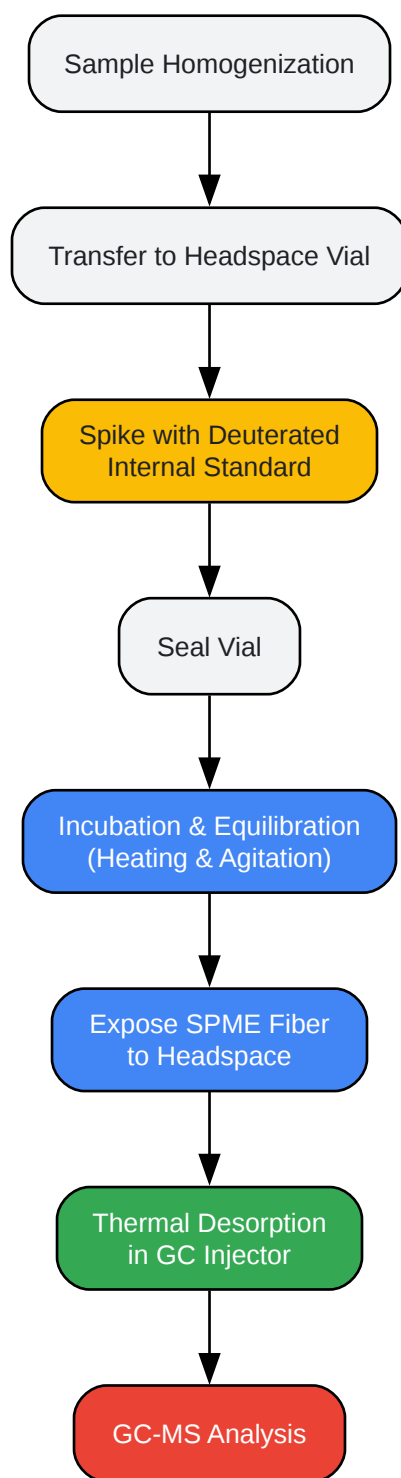 Sample Homogenization
Transfer to Headspace Vial
Spike with Deuterated
Internal Standard
Seal Vial
Incubation & Equilibration
(Heating & Agitation)
Expose SPME Fiber
to Headspace
Thermal Desorption
in GC Injector
GC-MS Analysis